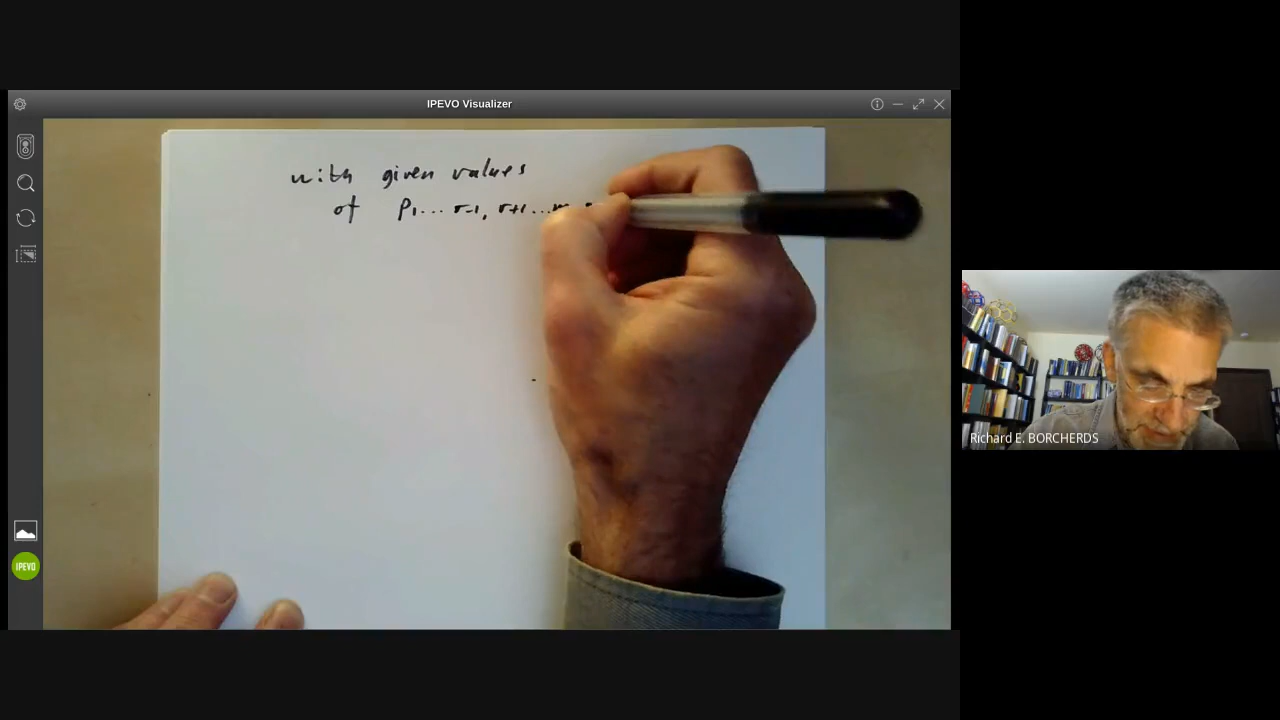 IPEVO Visualizer
with given values
of P1... r-1, r+1...m
IPEVO
Richard E. BORCHERDS